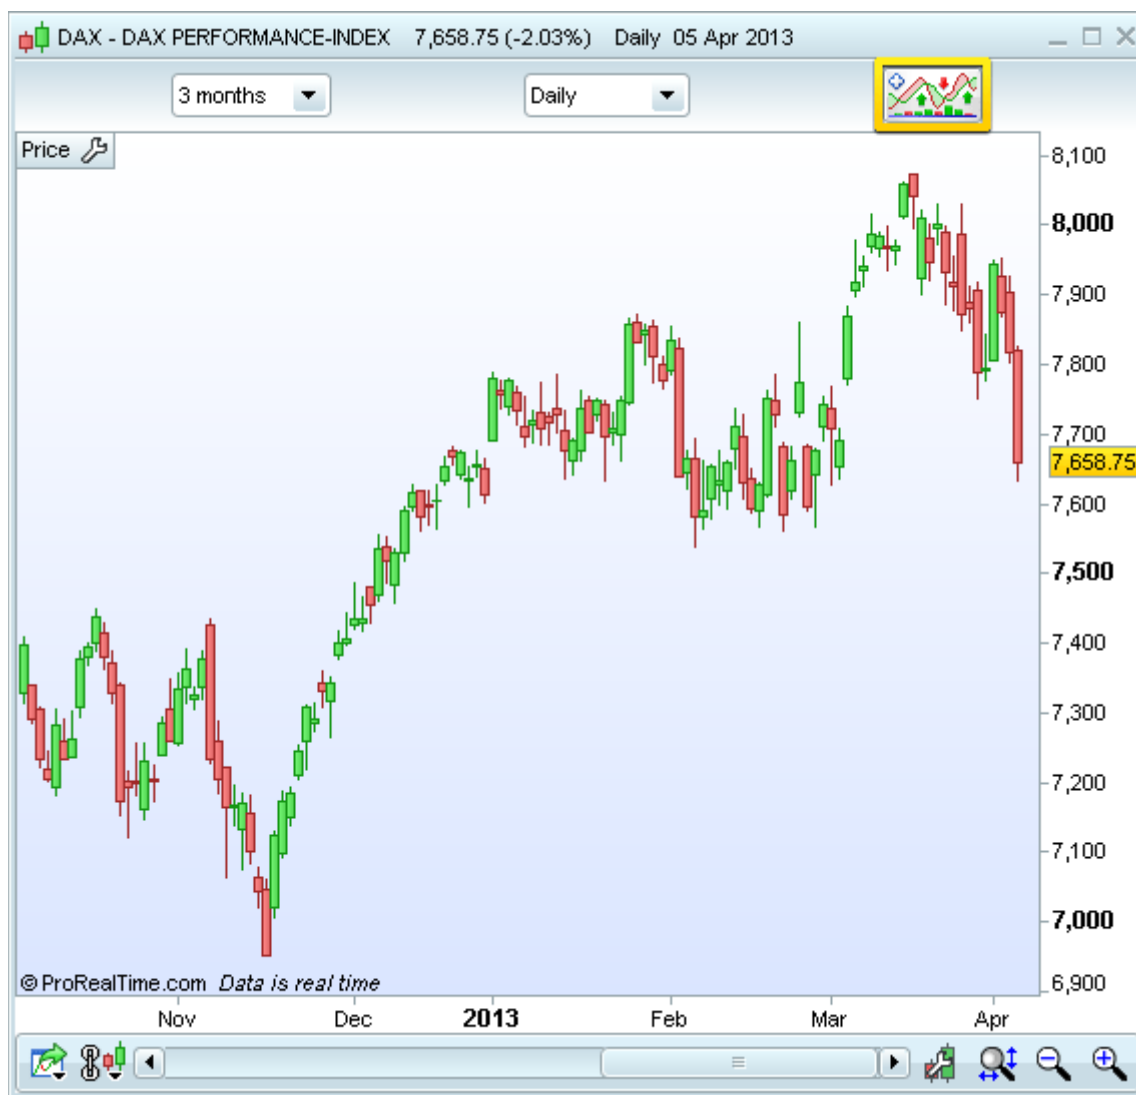 DAX - DAX PERFORMANCE-INDEX 7,658.75 (-2.03%) Daily 05 Apr 2013
3 months Daily
Price
8,100
8,000
7,900
7,800
7,700
7,658.75
7,600
7,500
7,400
7,300
7,200
7,100
7,000
6,900
© ProRealTime.com Data is real time
Nov Dec 2013 Feb Mar Apr